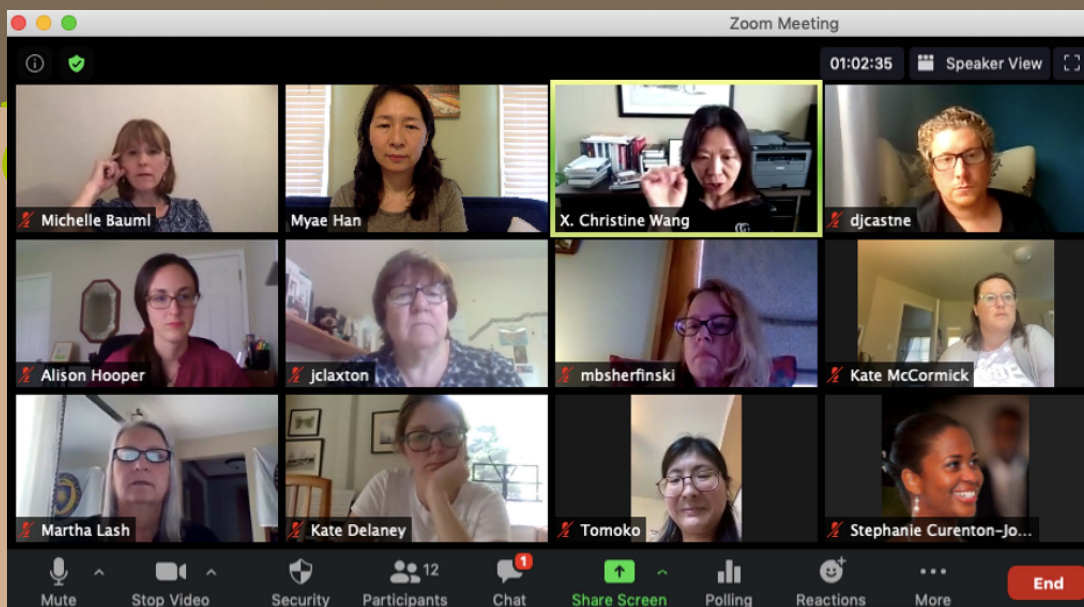 Zoom Meeting
01:02:35 Speaker View
Michelle Bauml
Myae Han
X. Christine Wang
djcastne
Alison Hooper
jclaxton
mbsherfinski
Kate McCormick
Martha Lash
Kate Delaney
Tomoko
Stephanie Curenton-Jo...
12
1
Mute
Stop Video
Security
Participants
Chat
Share Screen
Polling
Reactions
More
End